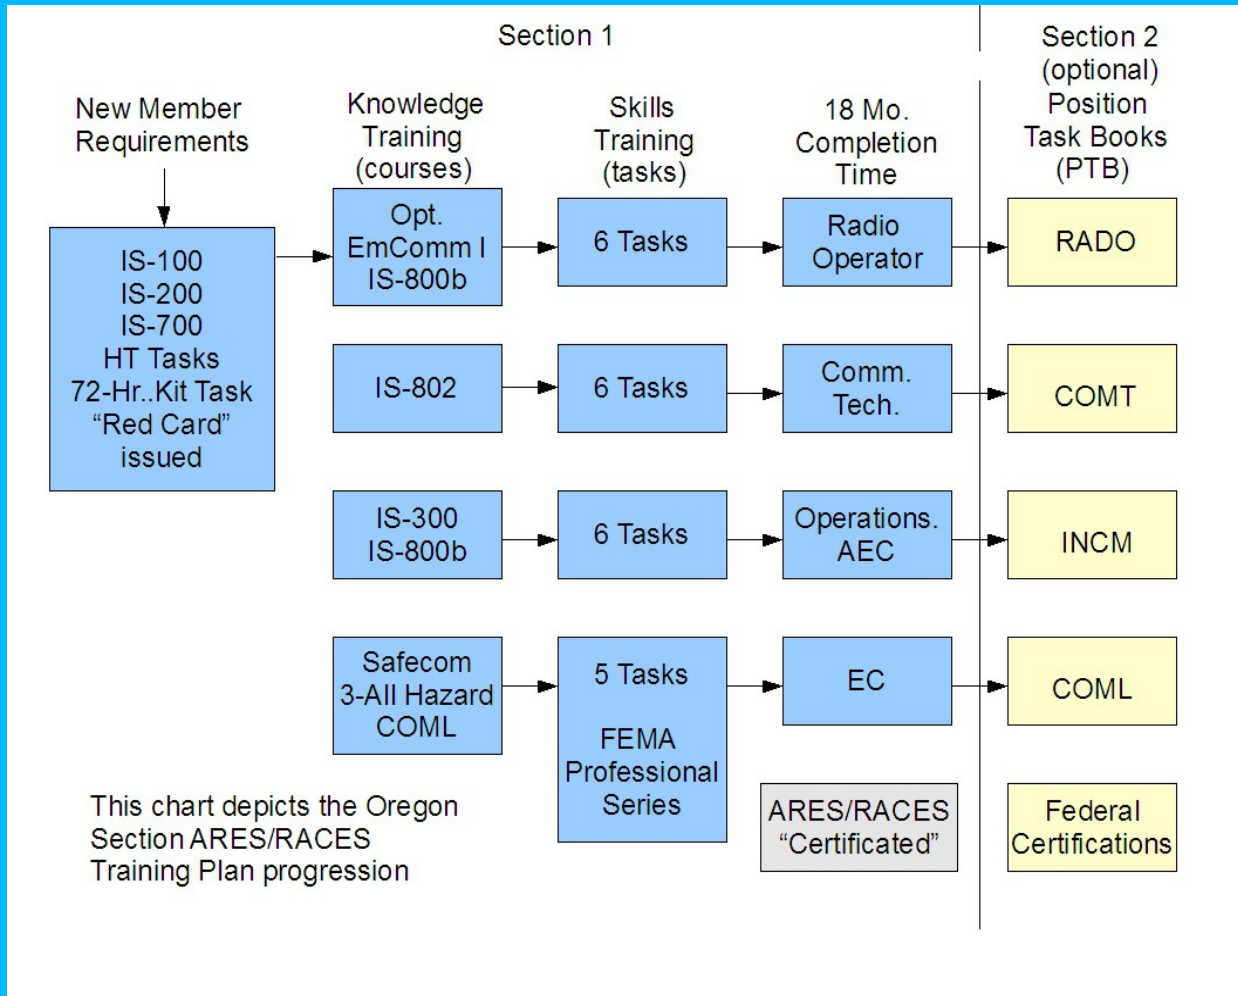 Section 1
Section 2
(optional)
Position
Task Books
(PTB)
New Member
Requirements
Knowledge
Training
(courses)
Skills
Training
(tasks)
18 Mo.
Completion
Time
IS-100
IS-200
IS-700
HT Tasks
72-Hr..Kit Task
“Red Card”
issued
Opt.
EmComm I
IS-800b
6 Tasks
Radio
Operator
RADO
IS-802
6 Tasks
Comm.
Tech.
COMT
IS-300
IS-800b
6 Tasks
Operations.
AEC
INCM
Safecom
3-All Hazard
COML
5 Tasks
FEMA
Professional
Series
EC
COML
This chart depicts the Oregon
Section ARES/RACES
Training Plan progression
ARES/RACES
“Certificated”
Federal
Certifications